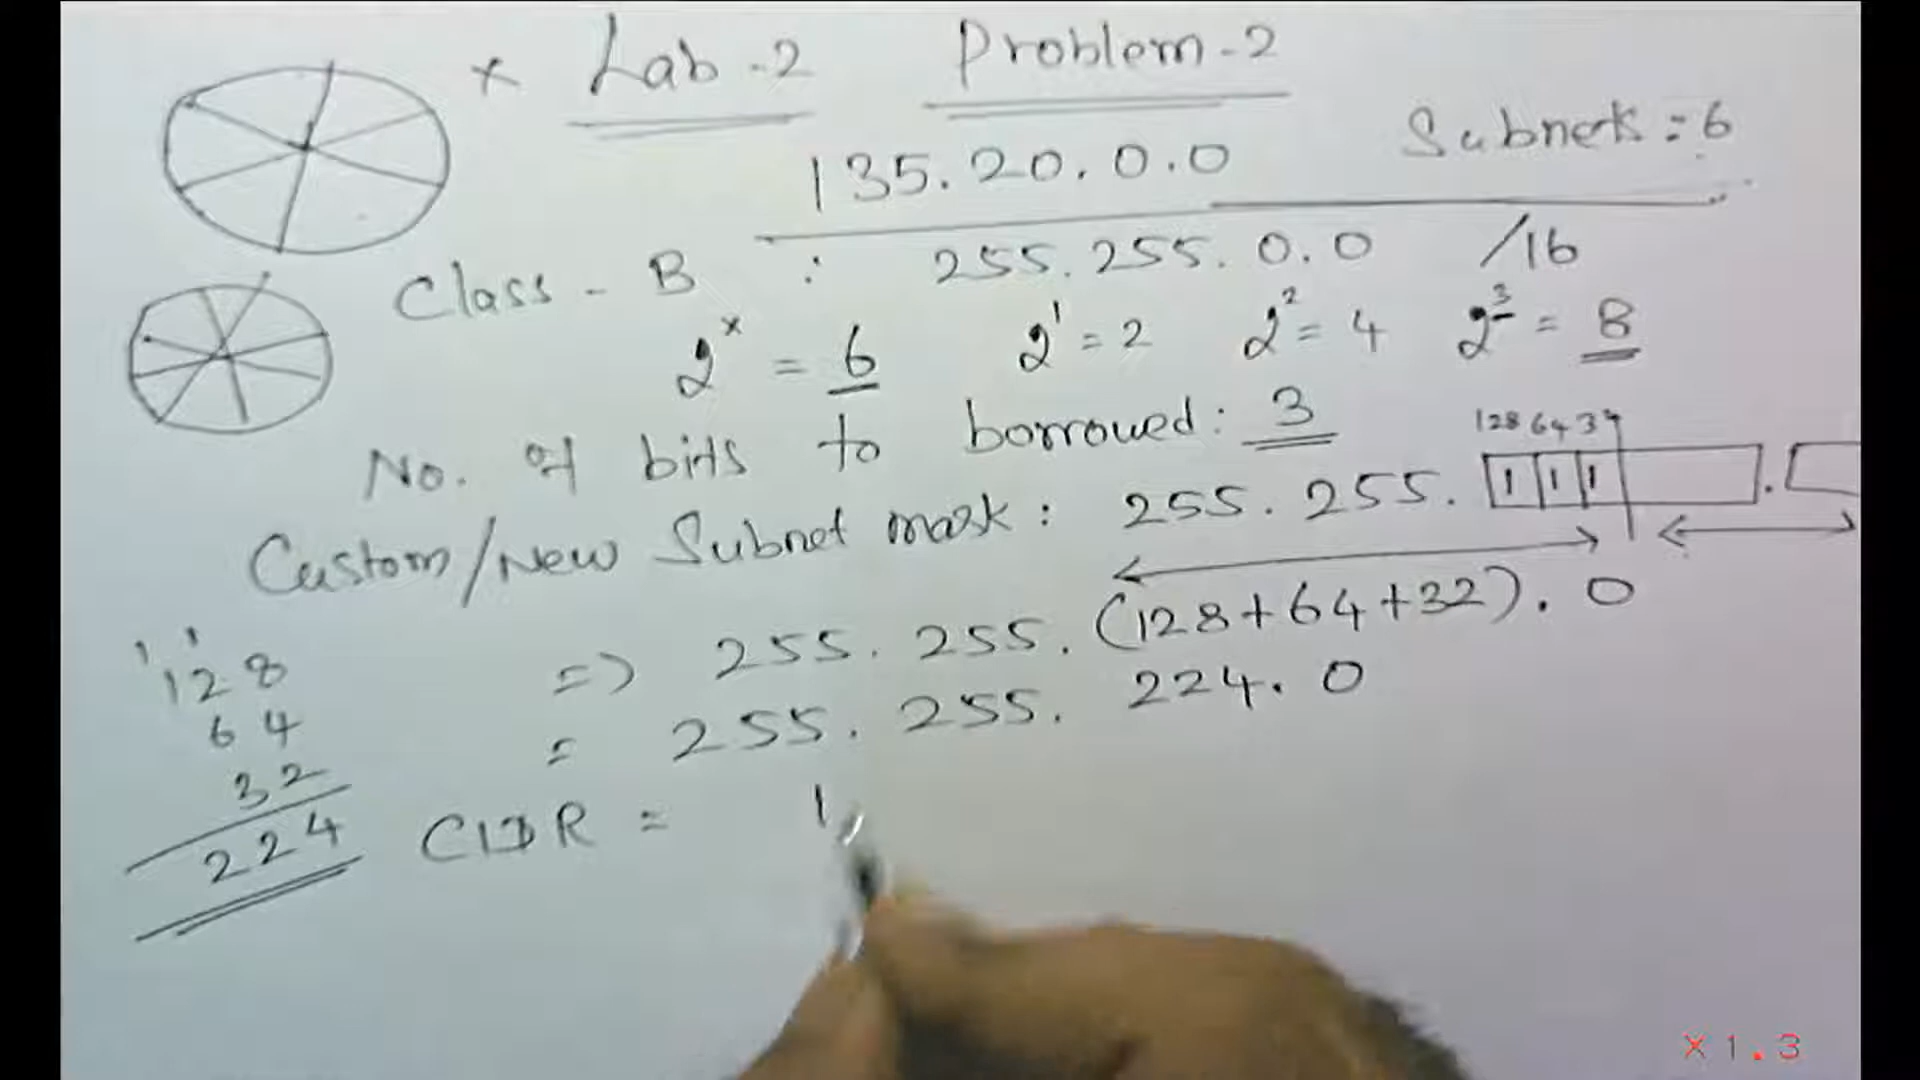 x Lab-2 Problem-2
135.20.0.0 Subnets = 6
Class - B ∴ 255.255.0.0 /16
2^x = 6 2^1 = 2 2^2 = 4 2^3 = 8
No. of bits to borrowed: 3
128 64 3
Custom/New Subnet mask: 255.255.111.
=> 255.255.(128+64+32).0
= 255.255.224.0
1 1
128
64
32
224
CIDR = 1
x1.3